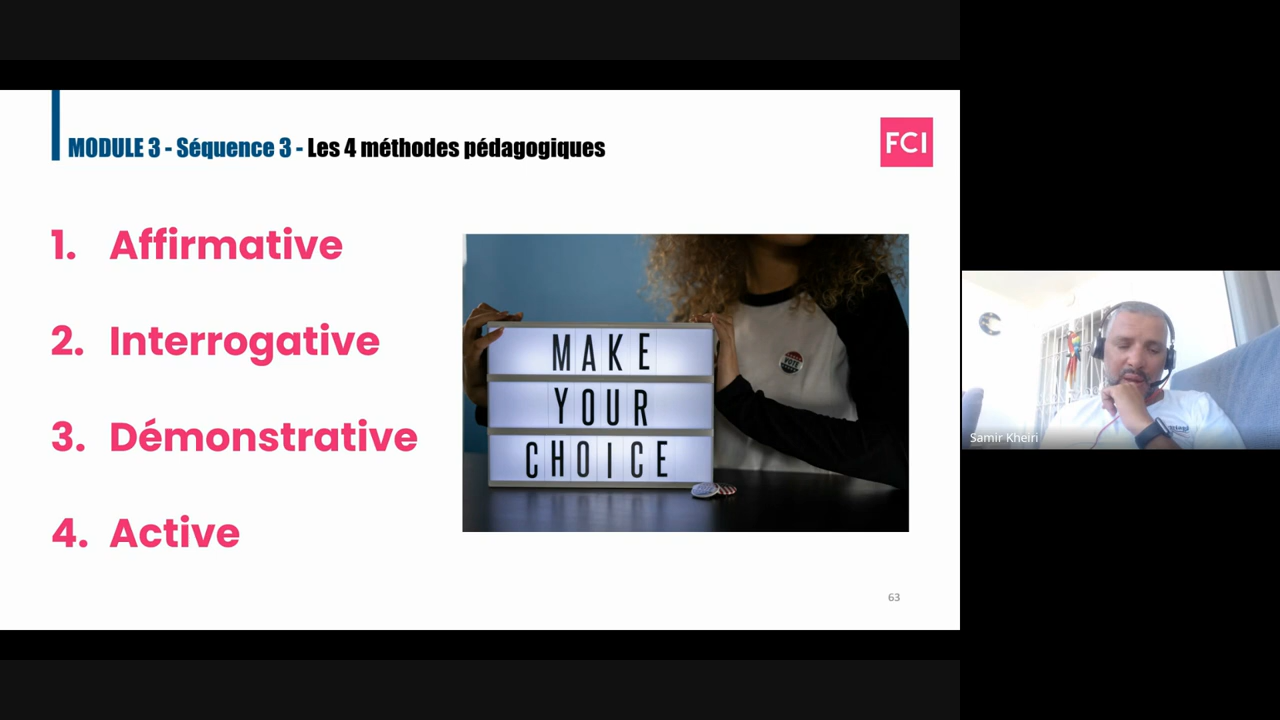 MODULE 3 - Séquence 3 - Les 4 méthodes pédagogiques
FCI
1. Affirmative
2. Interrogative
3. Démonstrative
4. Active
MAKE
YOUR
CHOICE
VOTE
63
Samir Kheiri